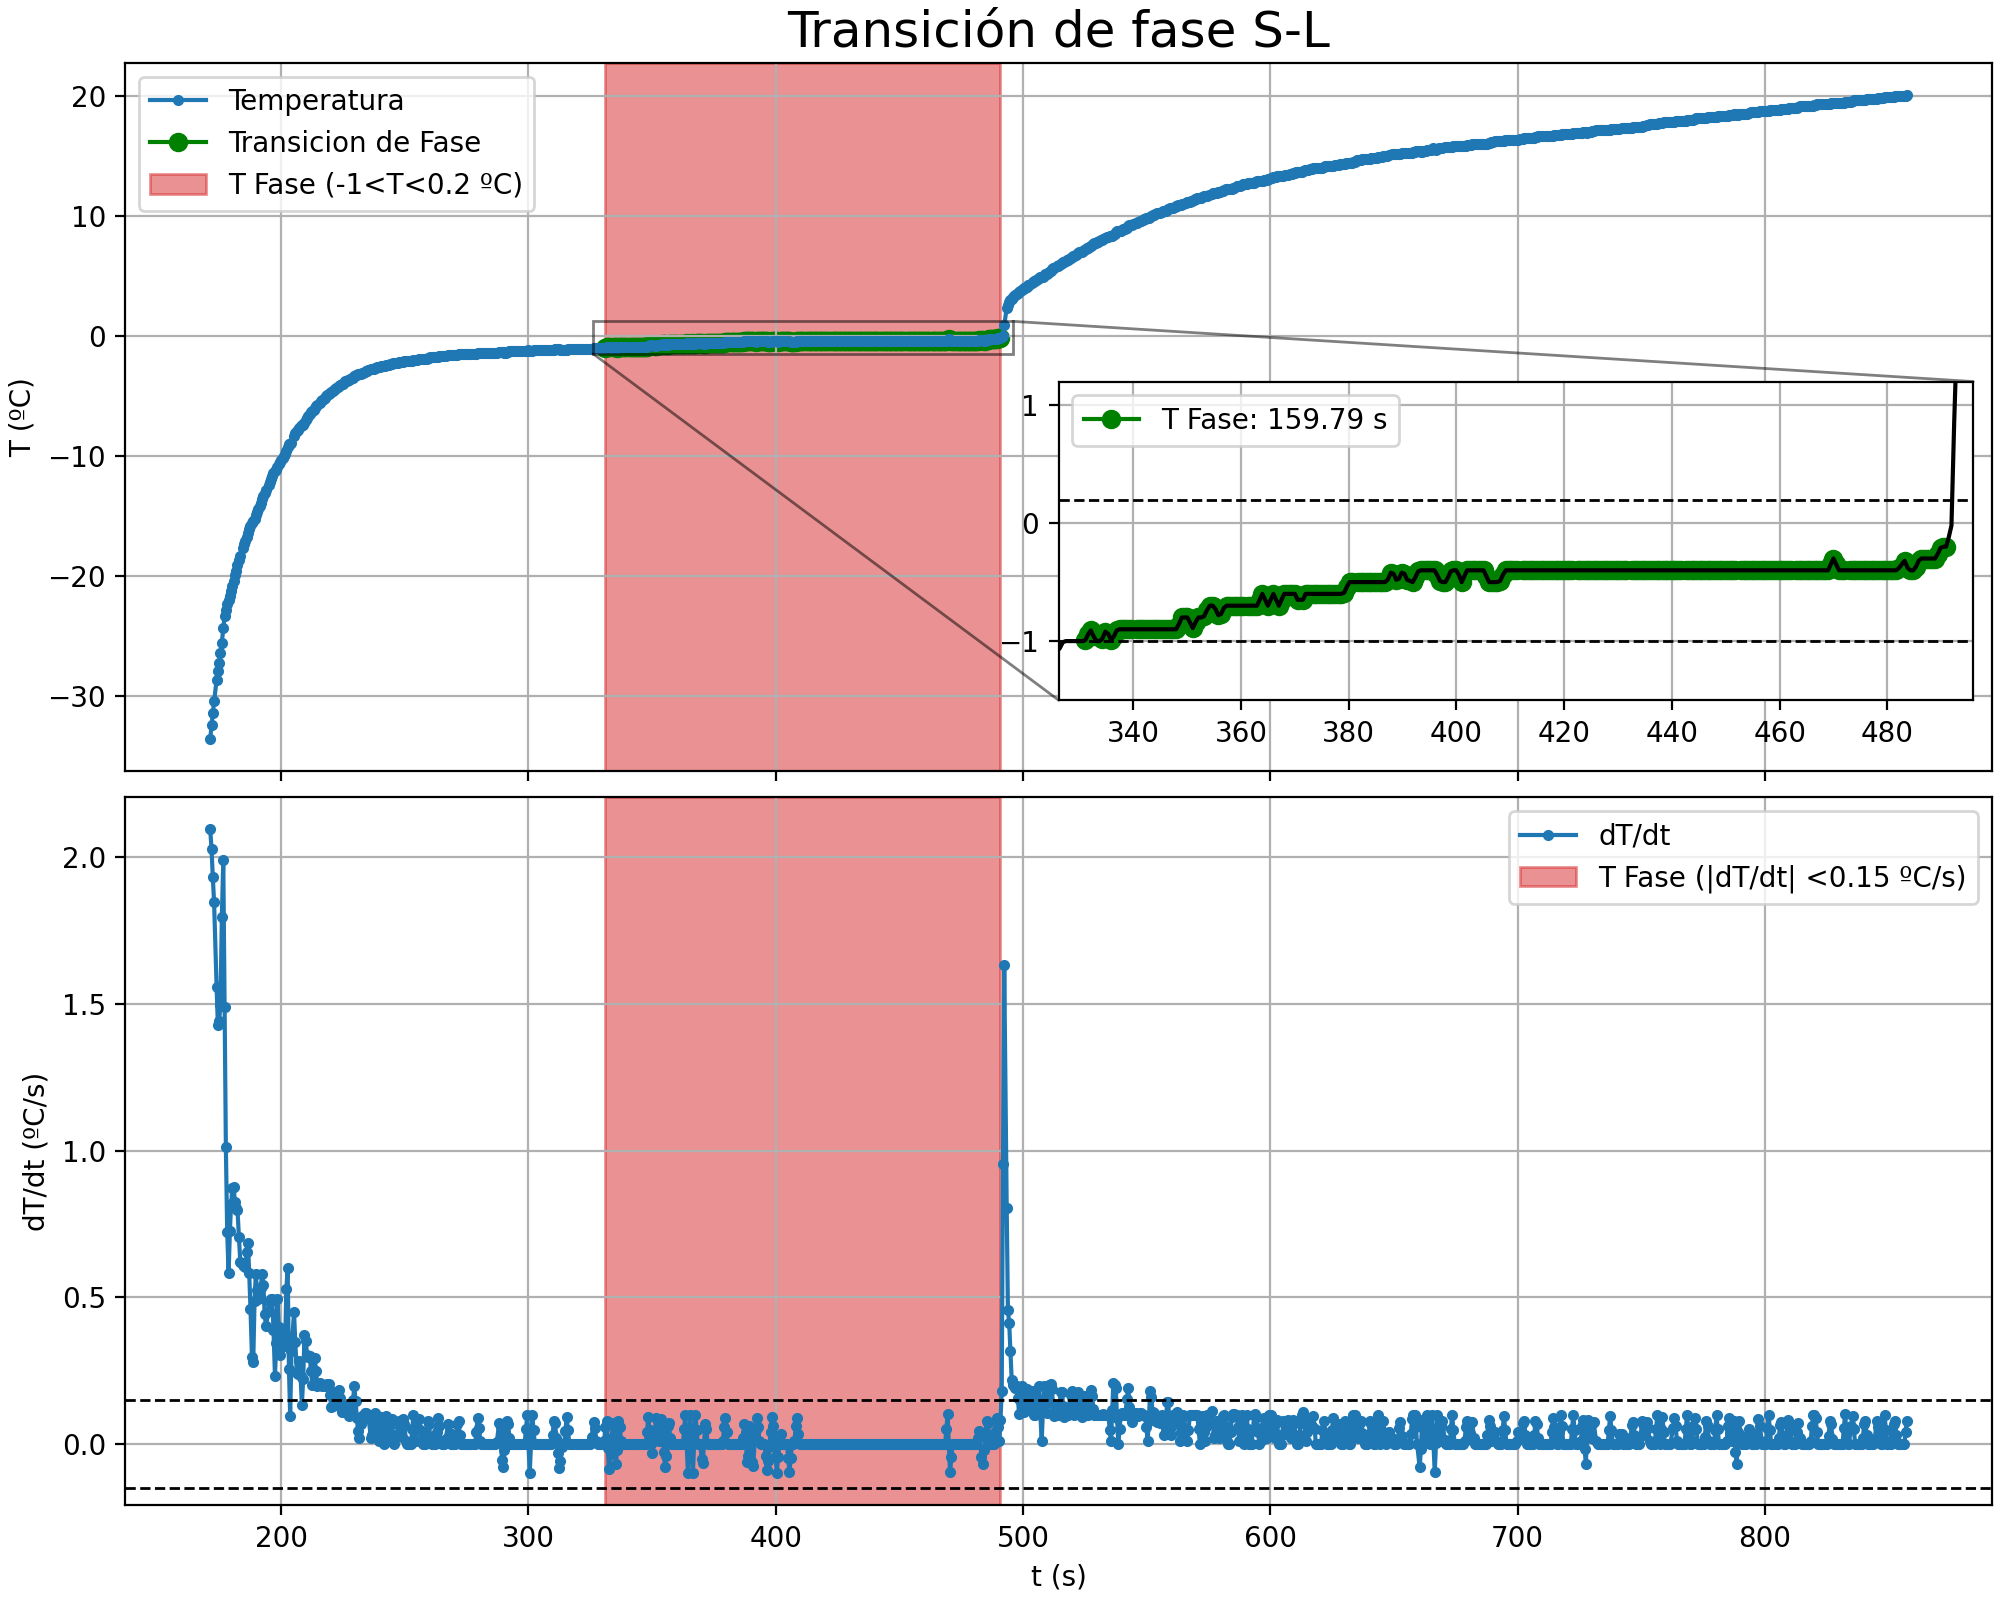 Transición de fase S-L
Temperatura
Transicion de Fase
T Fase (-1<T<0.2 ºC)
T (ºC)
20
10
0
−10
−20
−30
T Fase: 159.79 s
1
0
−1
340 360 380 400 420 440 460 480
dT/dt
T Fase (|dT/dt| <0.15 ºC/s)
dT/dt (ºC/s)
2.0
1.5
1.0
0.5
0.0
200 300 400 500 600 700 800
t (s)